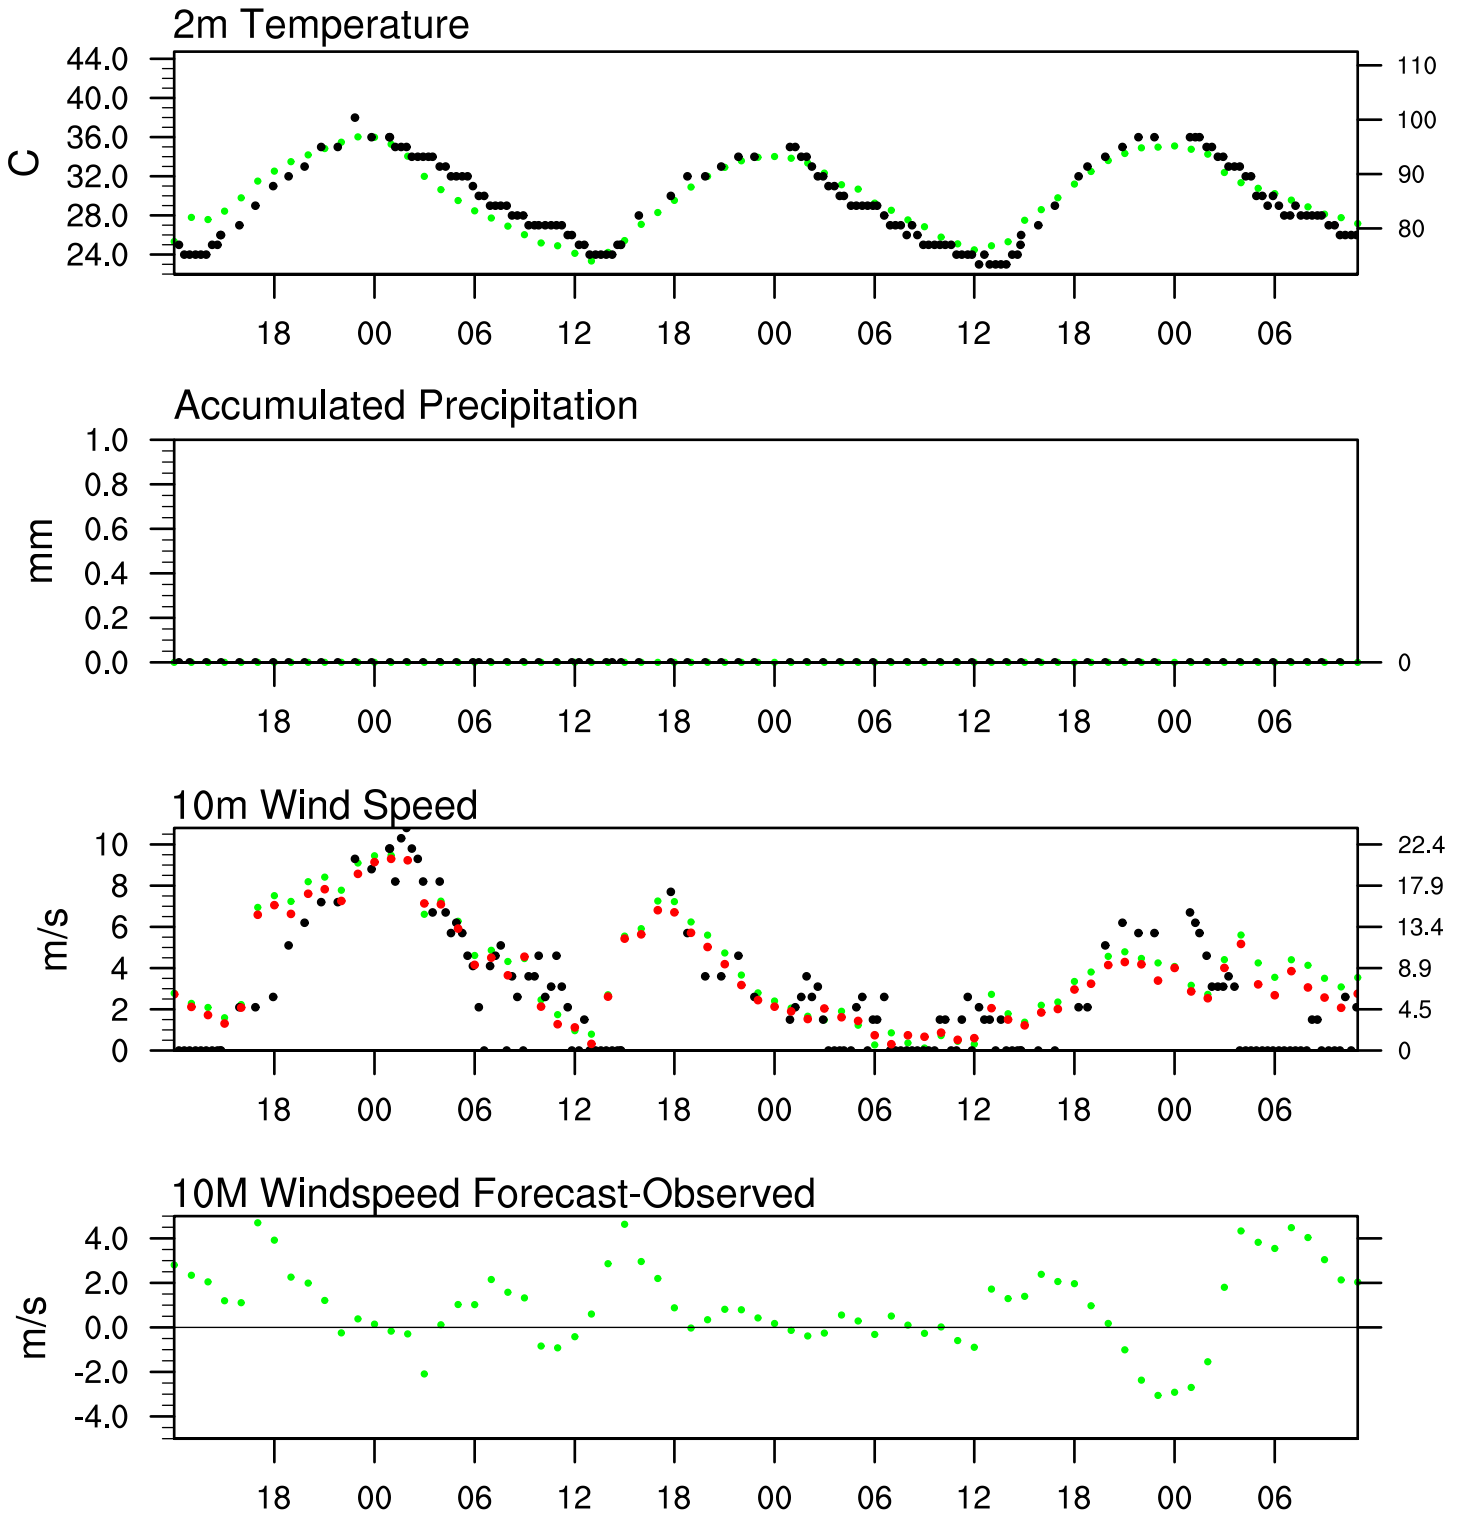 2m Temperature
44.0
40.0
36.0
32.0
28.0
24.0
C
110
100
90
80
18 00 06 12 18 00 06 12 18 00 06
Accumulated Precipitation
1.0
0.8
0.6
0.4
0.2
0.0
mm
0
18 00 06 12 18 00 06 12 18 00 06
10m Wind Speed
10
8
6
4
2
0
m/s
22.4
17.9
13.4
8.9
4.5
0
18 00 06 12 18 00 06 12 18 00 06
10M Windspeed Forecast-Observed
4.0
2.0
0.0
-2.0
-4.0
m/s
18 00 06 12 18 00 06 12 18 00 06